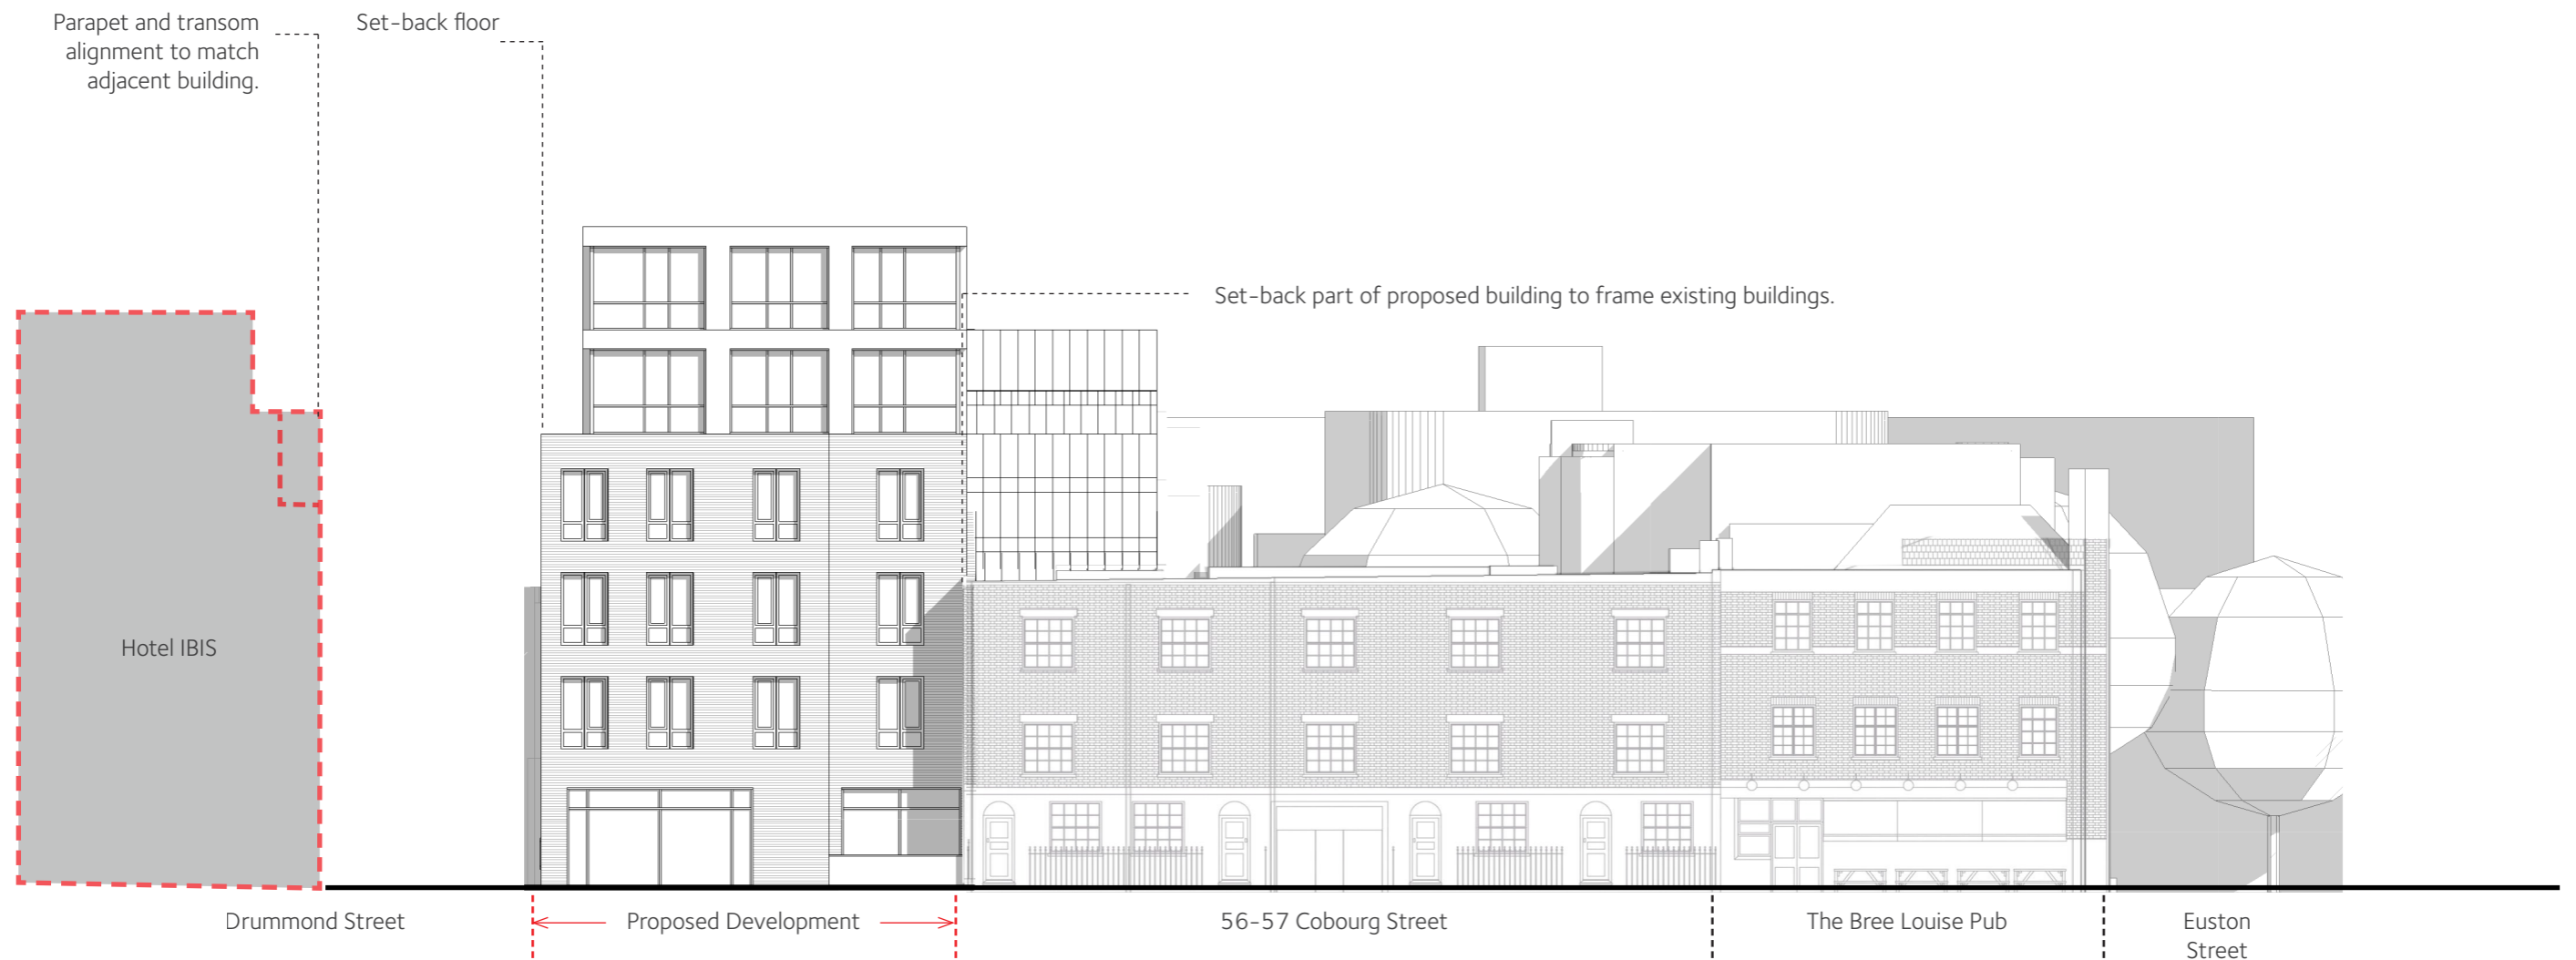 Parapet and transom
alignment to match
adjacent building.
Set-back floor
Set-back part of proposed building to frame existing buildings.
Hotel IBIS
Drummond Street
Proposed Development
56-57 Cobourg Street
The Bree Louise Pub
Euston
Street